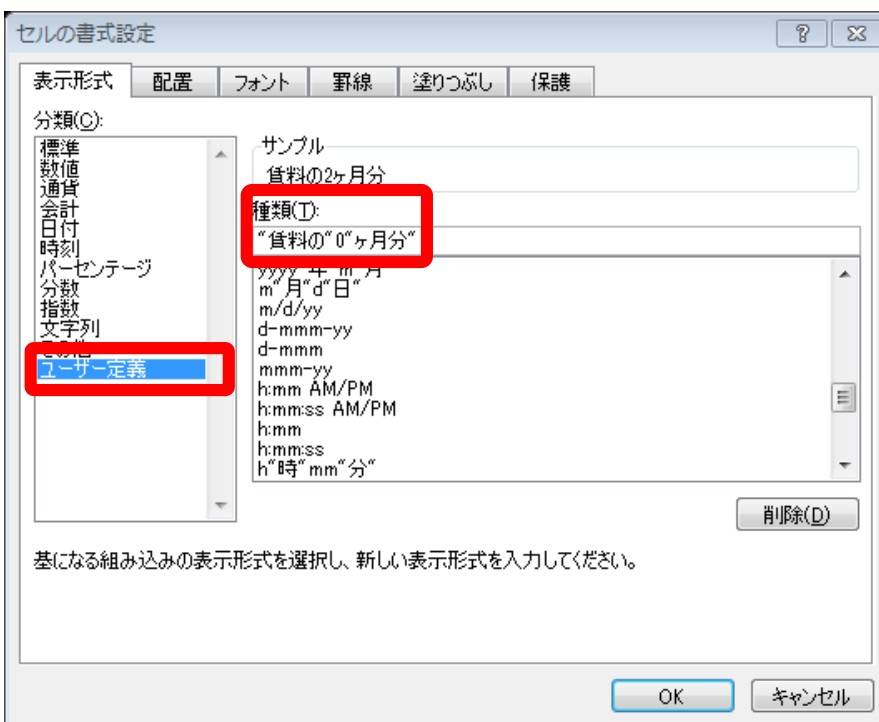 セルの書式設定
表示形式 配置 フォント 罫線 塗りつぶし 保護
分類(C):
標準
数値
通貨
会計
日付
時刻
パーセンテージ
分数
指数
文字列
その他
ユーザー定義
サンプル
賃料の2ヶ月分
種類(T):
"賃料の"0"ヶ月分"
yyyy"年"m"月"
m"月"d"日"
m/d/yy
d-mmm-yy
d-mmm
mmm-yy
h:mm AM/PM
h:mm:ss AM/PM
h:mm
h:mm:ss
h"時"mm"分"
削除(D)
基になる組み込みの表示形式を選択し、新しい表示形式を入力してください。
OK キャンセル